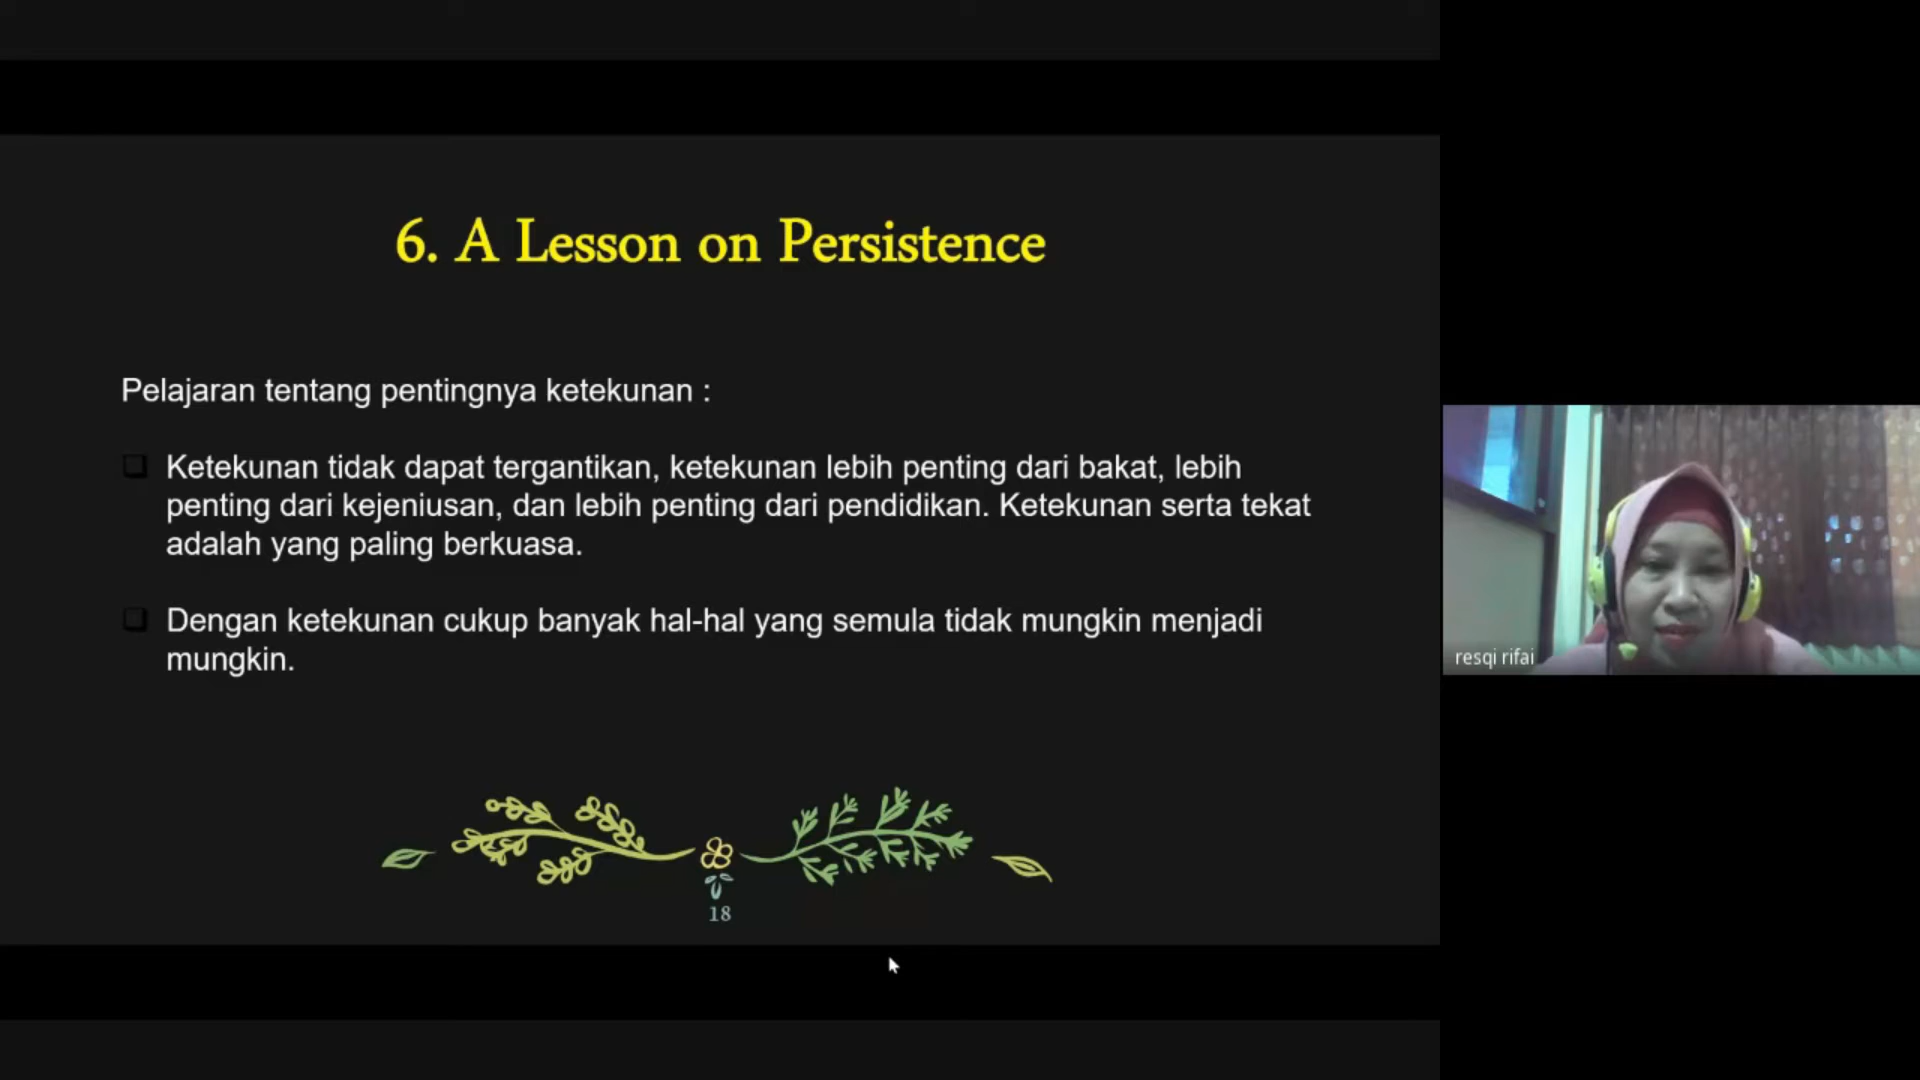 6. A Lesson on Persistence
Pelajaran tentang pentingnya ketekunan :
Ketekunan tidak dapat tergantikan, ketekunan lebih penting dari bakat, lebih
penting dari kejeniusan, dan lebih penting dari pendidikan. Ketekunan serta tekat
adalah yang paling berkuasa.
Dengan ketekunan cukup banyak hal-hal yang semula tidak mungkin menjadi
mungkin.
18
resqi rifai